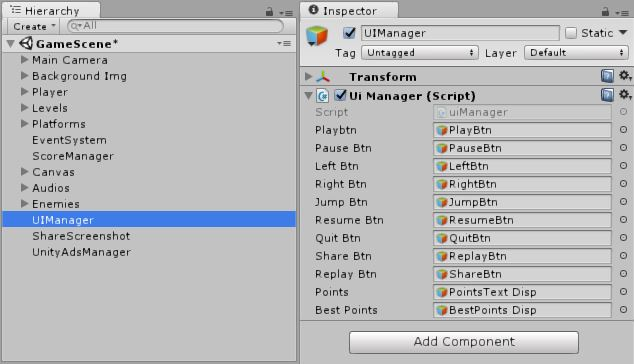 Hierarchy
Create
All
GameScene*
Main Camera
Background Img
Player
Levels
Platforms
EventSystem
ScoreManager
Canvas
Audios
Enemies
UIManager
ShareScreenshot
UnityAdsManager
Inspector
UIManager Static
Tag Untagged Layer Default
Transform
Ui Manager (Script)
Script uiManager
Playbtn PlayBtn
Pause Btn PauseBtn
Left Btn LeftBtn
Right Btn RightBtn
Jump Btn JumpBtn
Resume Btn ResumeBtn
Quit Btn QuitBtn
Share Btn ReplayBtn
Replay Btn ShareBtn
Points PointsText Disp
Best Points BestPoints Disp
Add Component